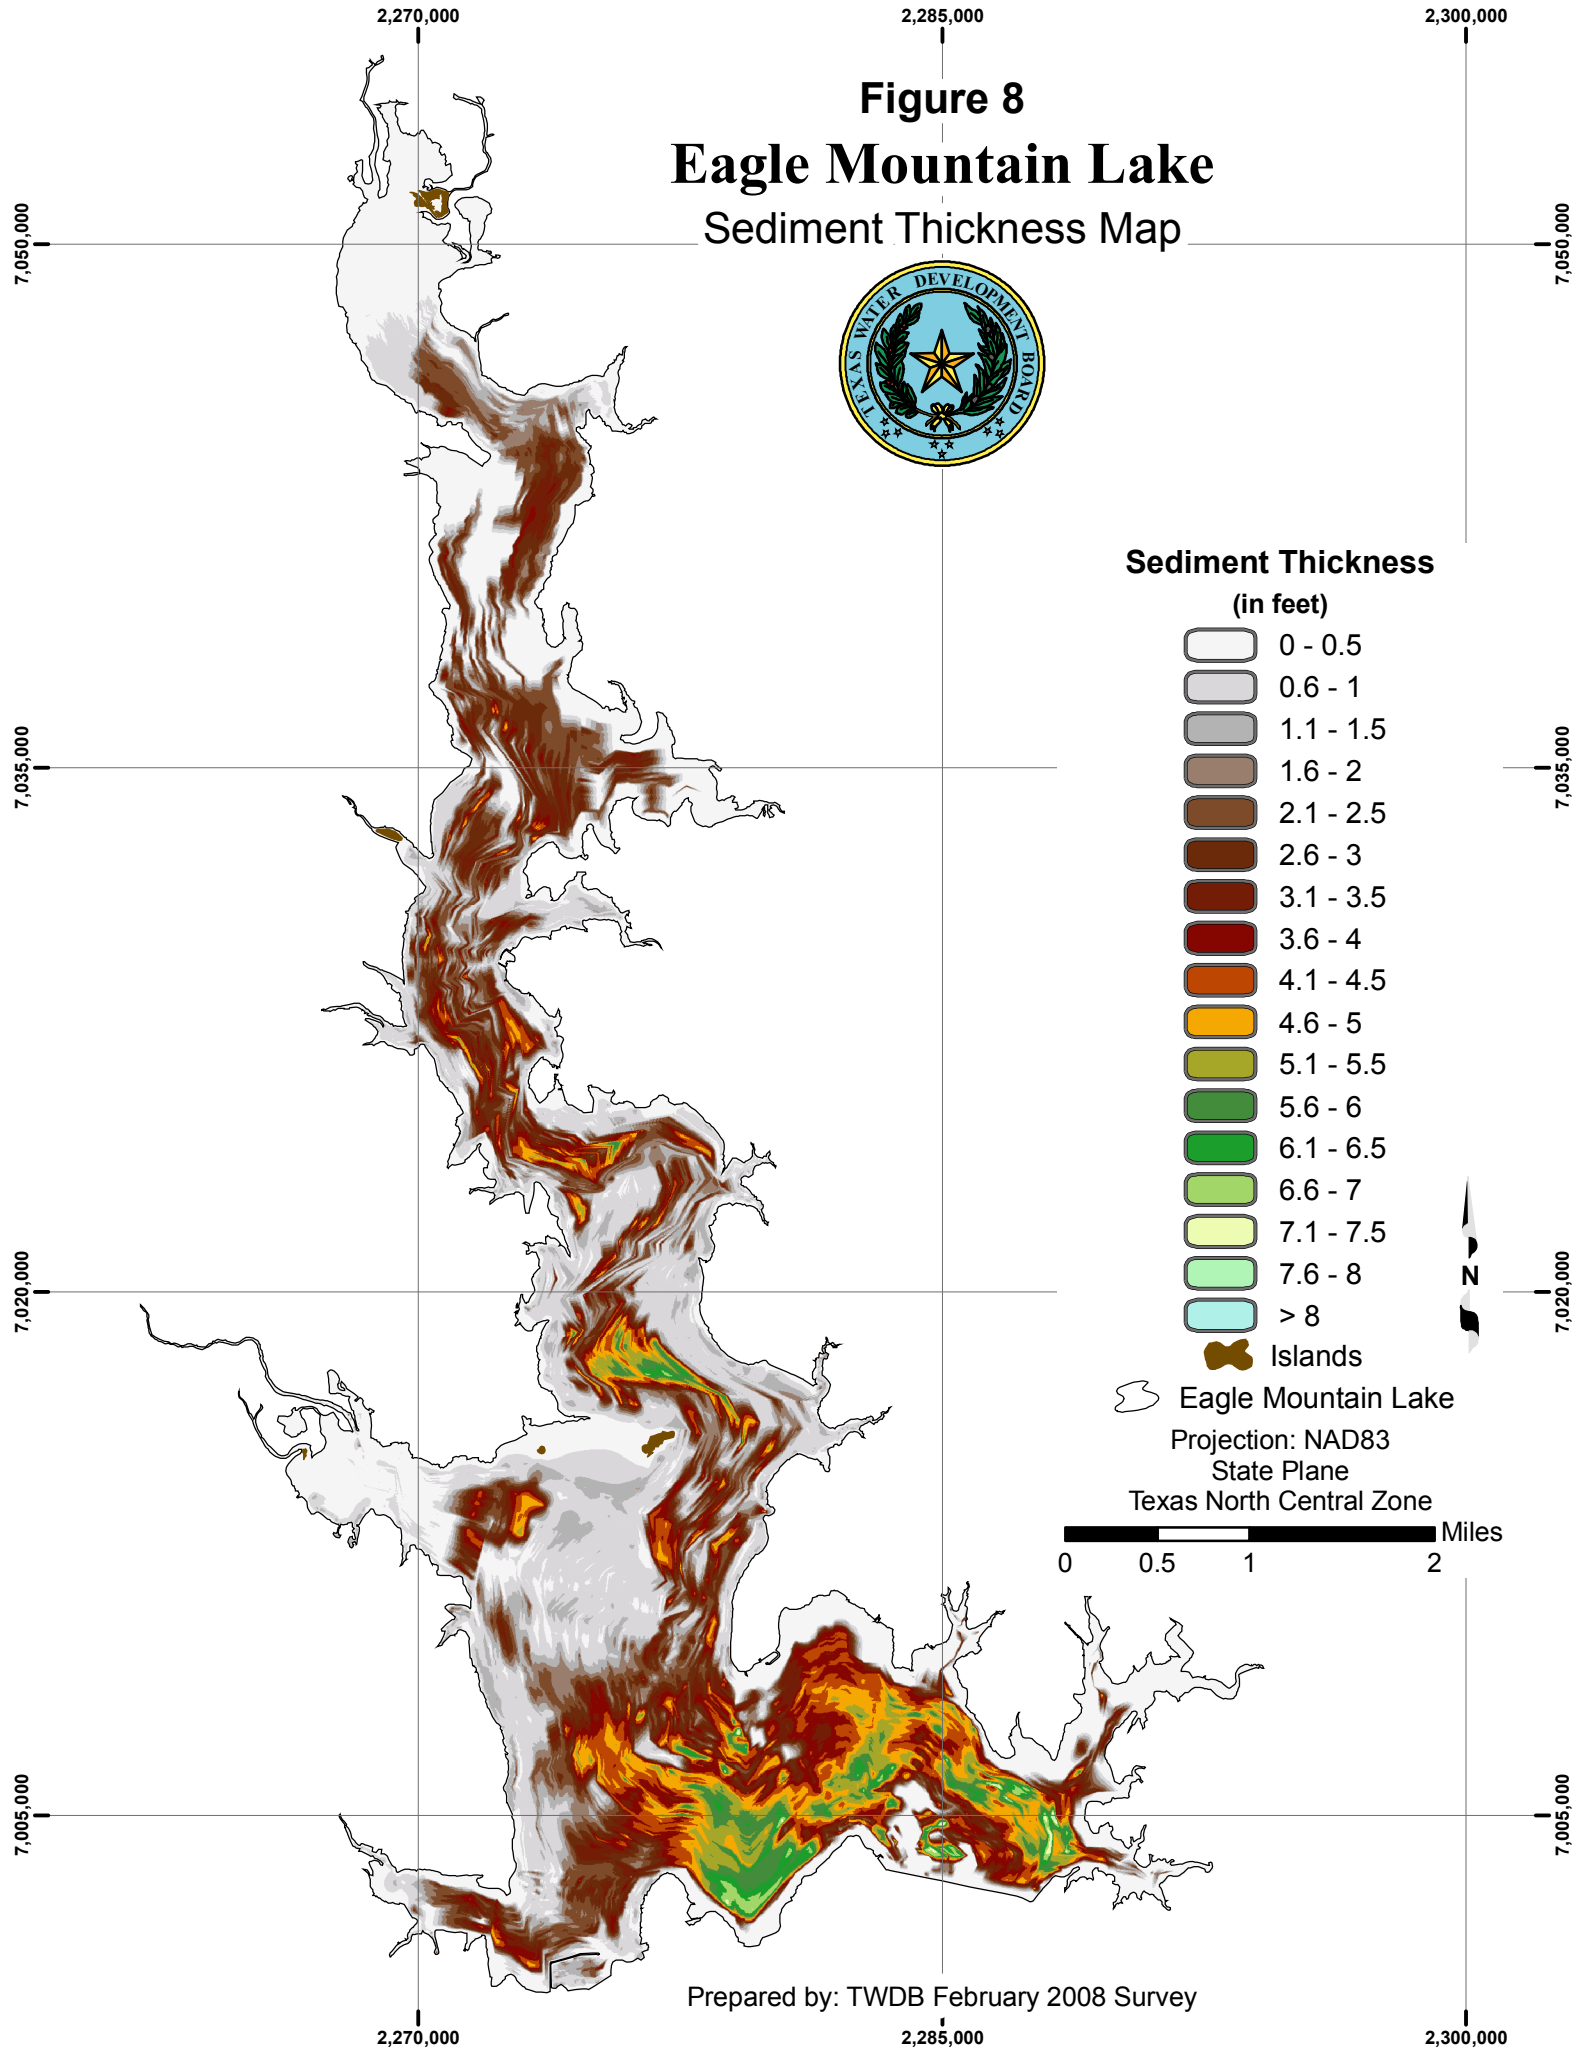 2,270,000
2,285,000
2,300,000
Figure 8
Eagle Mountain Lake
Sediment Thickness Map
7,050,000
7,050,000
TEXAS WATER DEVELOPMENT BOARD
Sediment Thickness
(in feet)
0 - 0.5
0.6 - 1
1.1 - 1.5
1.6 - 2
7,035,000
7,035,000
2.1 - 2.5
2.6 - 3
3.1 - 3.5
3.6 - 4
4.1 - 4.5
4.6 - 5
5.1 - 5.5
5.6 - 6
6.1 - 6.5
6.6 - 7
7.1 - 7.5
7.6 - 8
N
7,020,000
7,020,000
> 8
Islands
Eagle Mountain Lake
Projection: NAD83
State Plane
Texas North Central Zone
Miles
0
0.5
1
2
7,005,000
7,005,000
Prepared by: TWDB February 2008 Survey
2,270,000
2,285,000
2,300,000